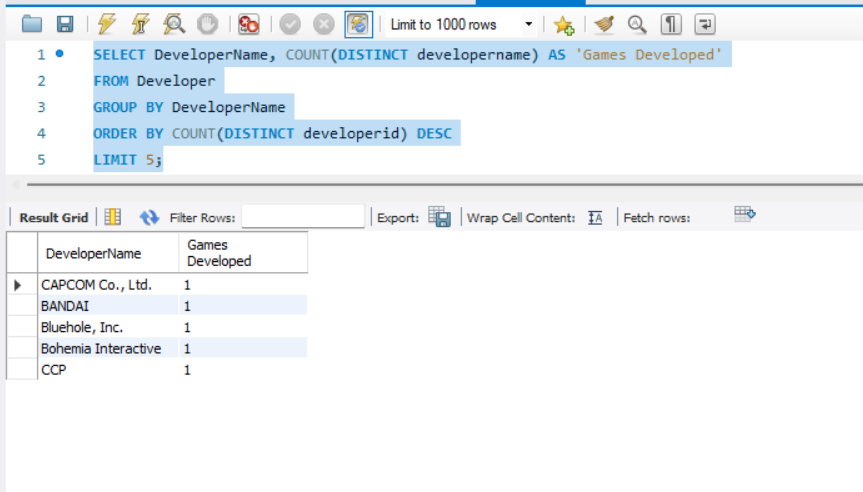 Limit to 1000 rows
1 SELECT DeveloperName, COUNT(DISTINCT developername) AS 'Games Developed'
2 FROM Developer
3 GROUP BY DeveloperName
4 ORDER BY COUNT(DISTINCT developerid) DESC
5 LIMIT 5;
Result Grid Filter Rows: Export: Wrap Cell Content: IA Fetch rows:
DeveloperName Games Developed
CAPCOM Co., Ltd. 1
BANDAI 1
Bluehole, Inc. 1
Bohemia Interactive 1
CCP 1